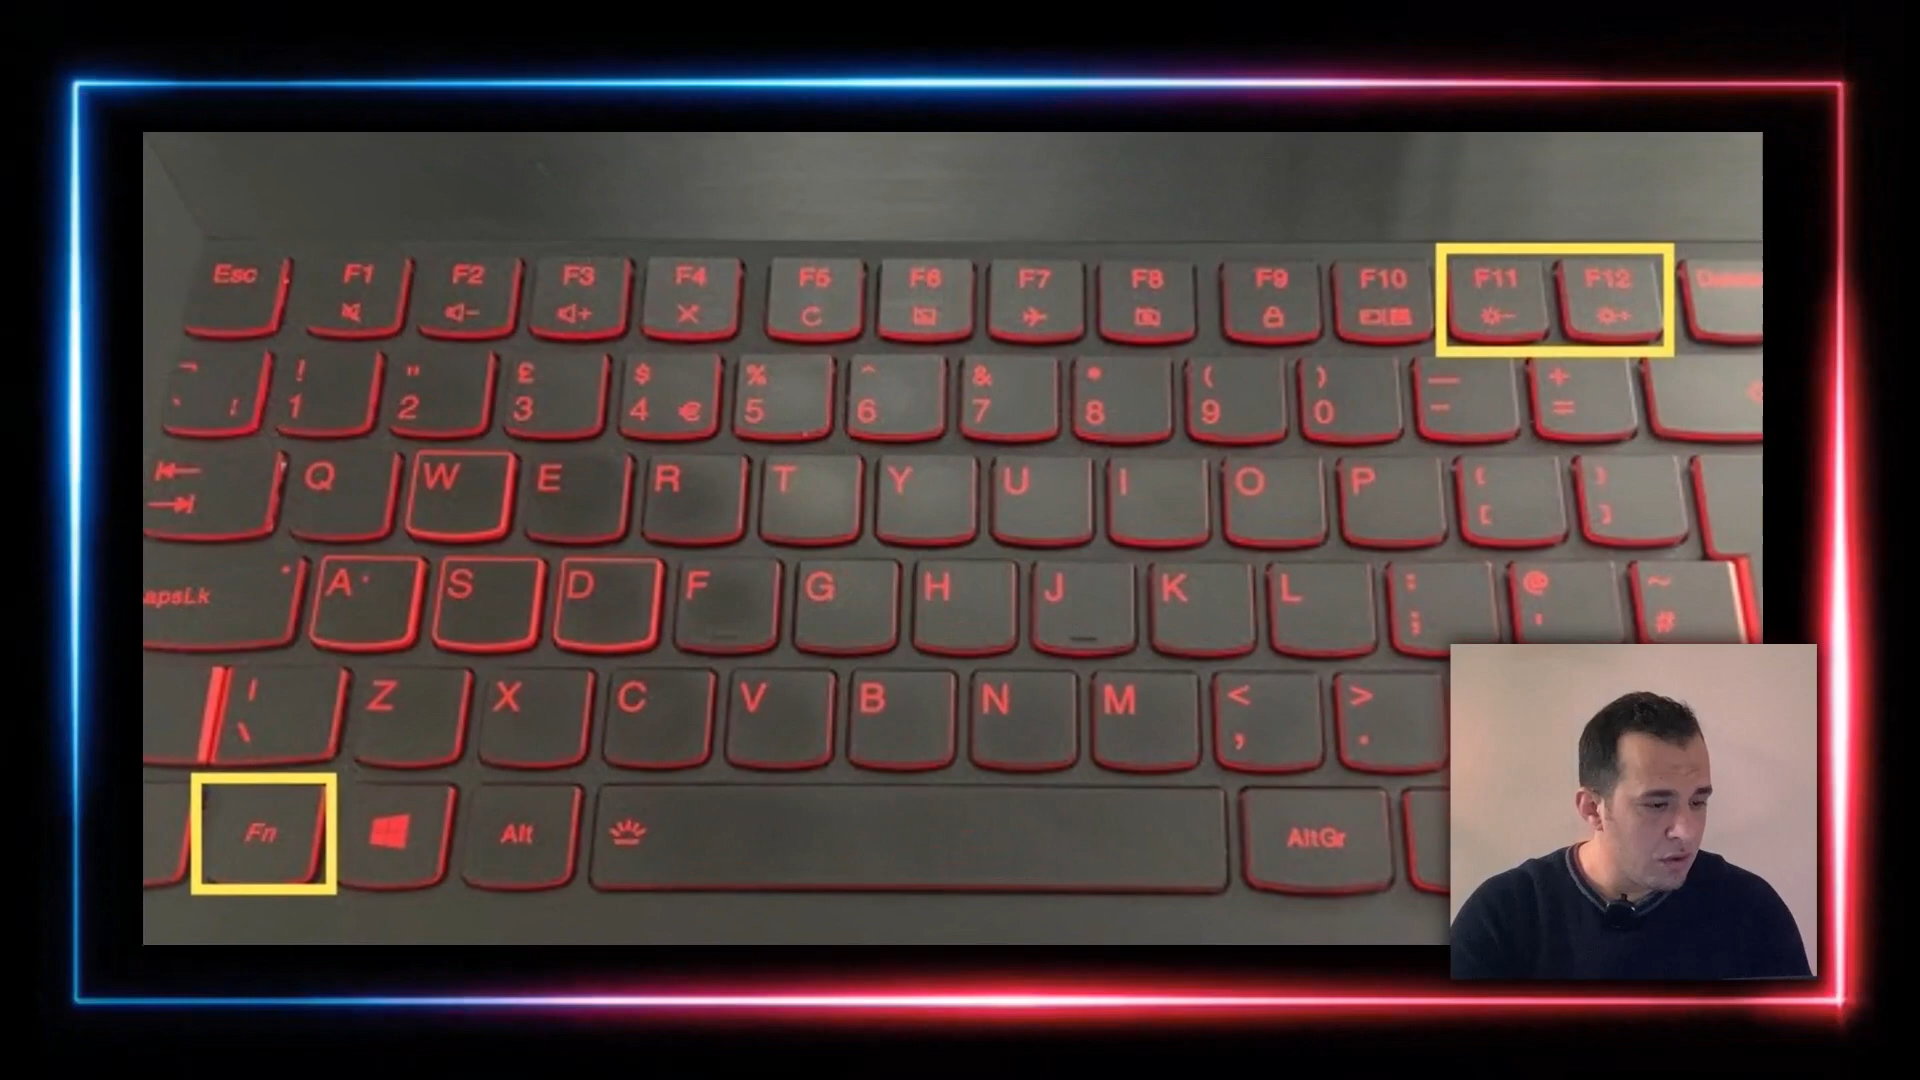 Esc F1 F2 F3 F4 F5 F6 F7 F8 F9 F10 F11 F12
¬ ! " £ $ % ^ & * ( ) — +
` ¦ 1 2 3 4 € 5 6 7 8 9 0 - =
Q W E R T Y U I O P { }
[ ]
apsLk A S D F G H J K L : @ ~
; ' #
| Z X C V B N M < >
\ , .
Fn Alt AltGr